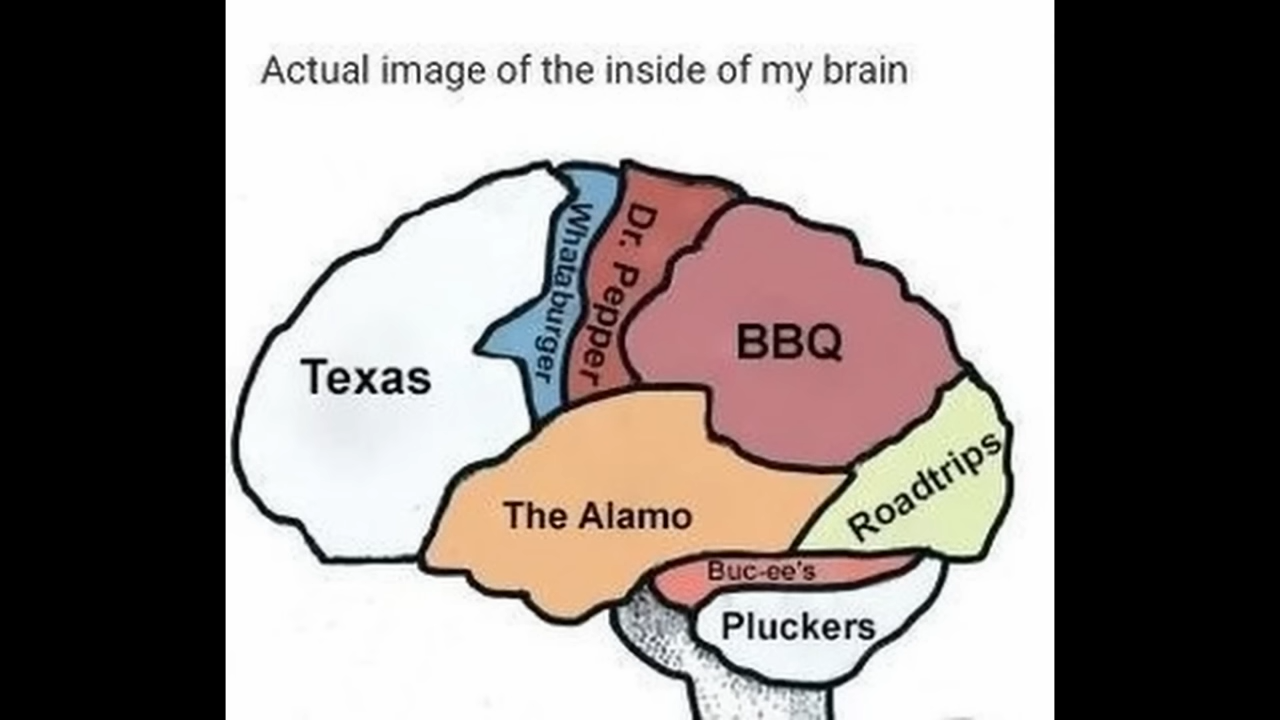 Actual image of the inside of my brain
Whataburger
Dr. Pepper
BBQ
Texas
Roadtrips
The Alamo
Buc-ee's
Pluckers